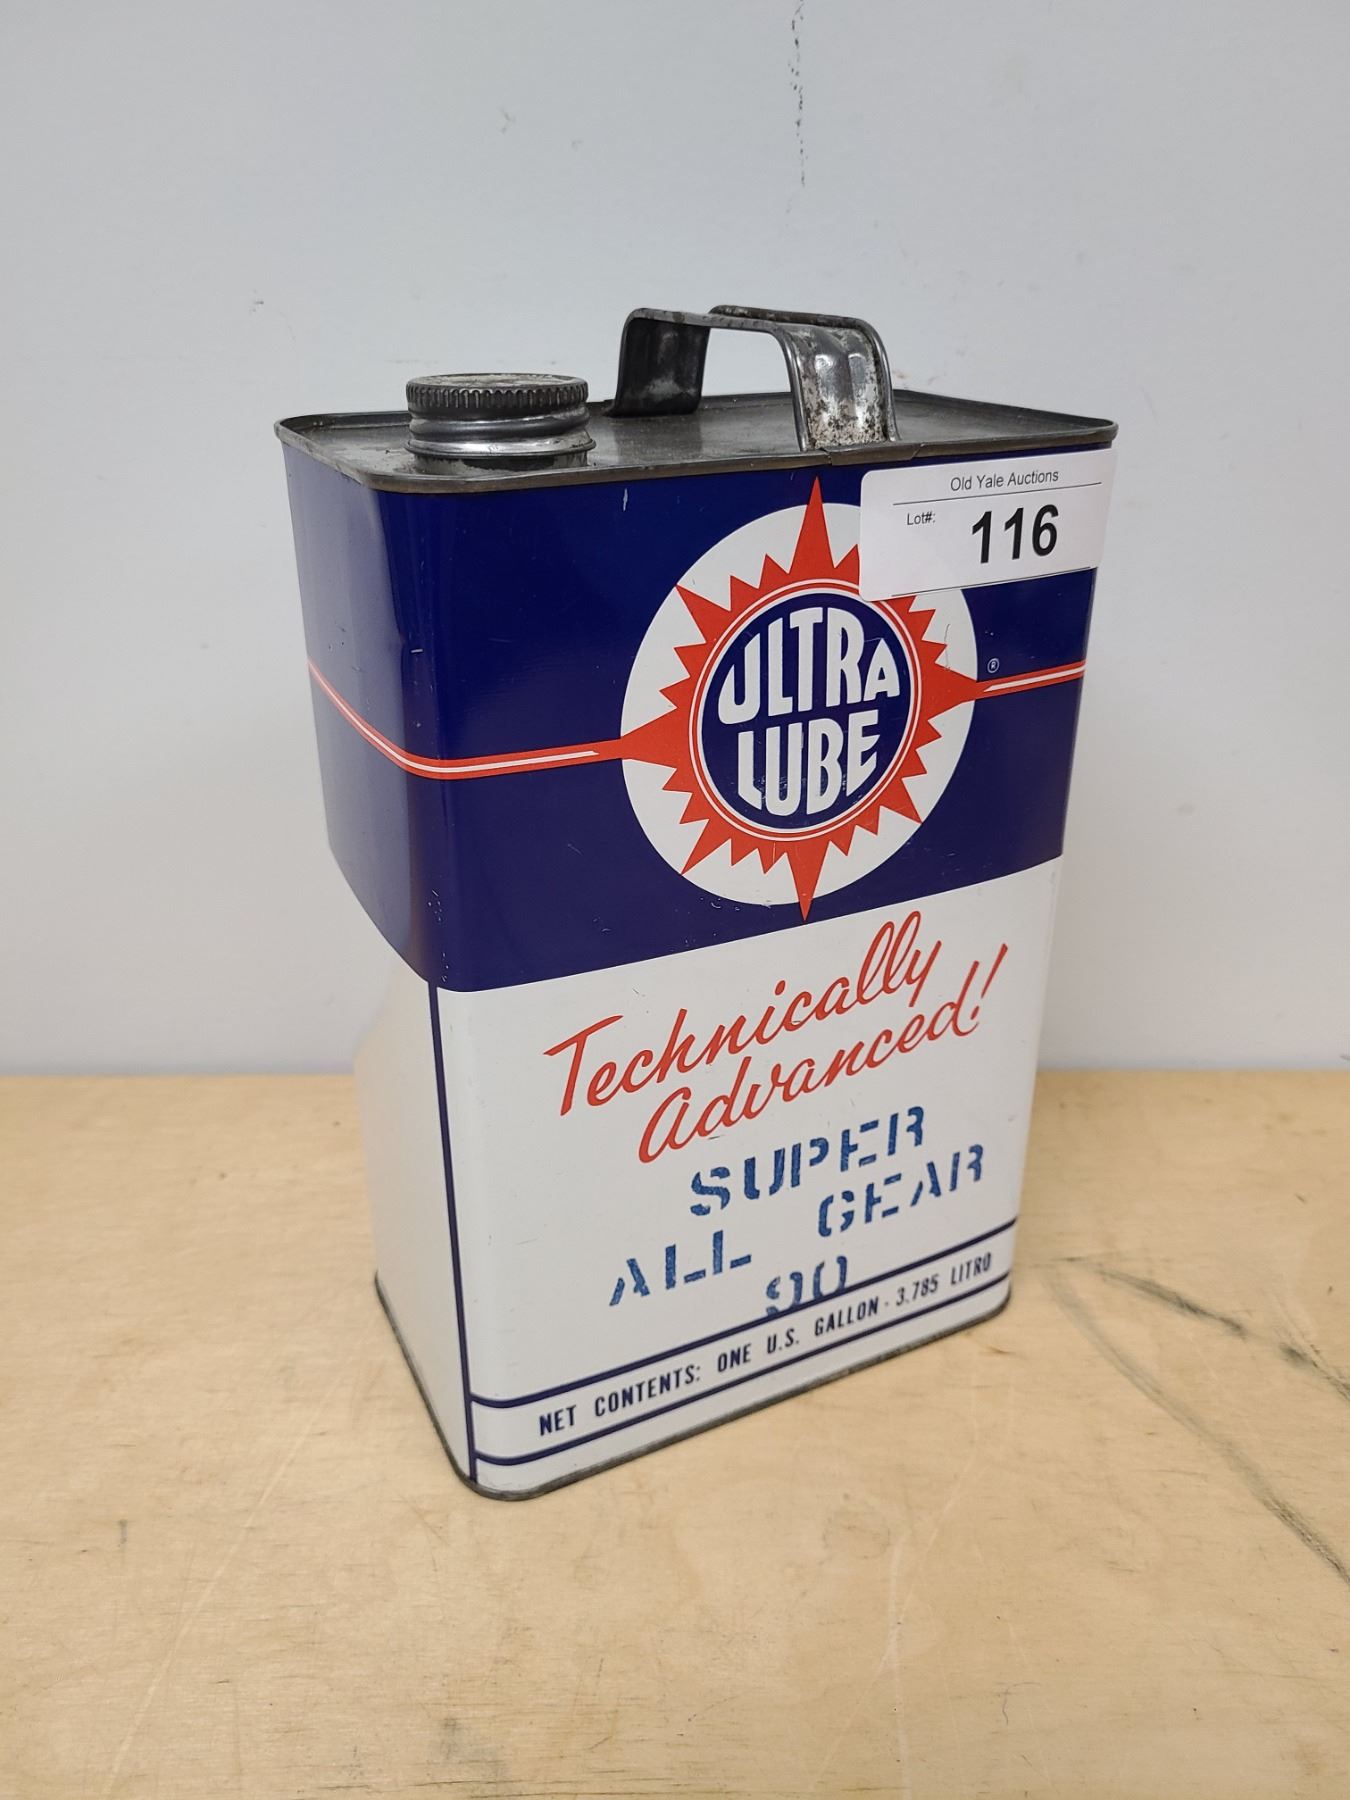 Old Yale Auctions
Lot#:
116
ULTRA
LUBE
®
Technically
Advanced!
SUPER
ALL GEAR
90
NET CONTENTS: ONE U.S. GALLON - 3.785 LITRO